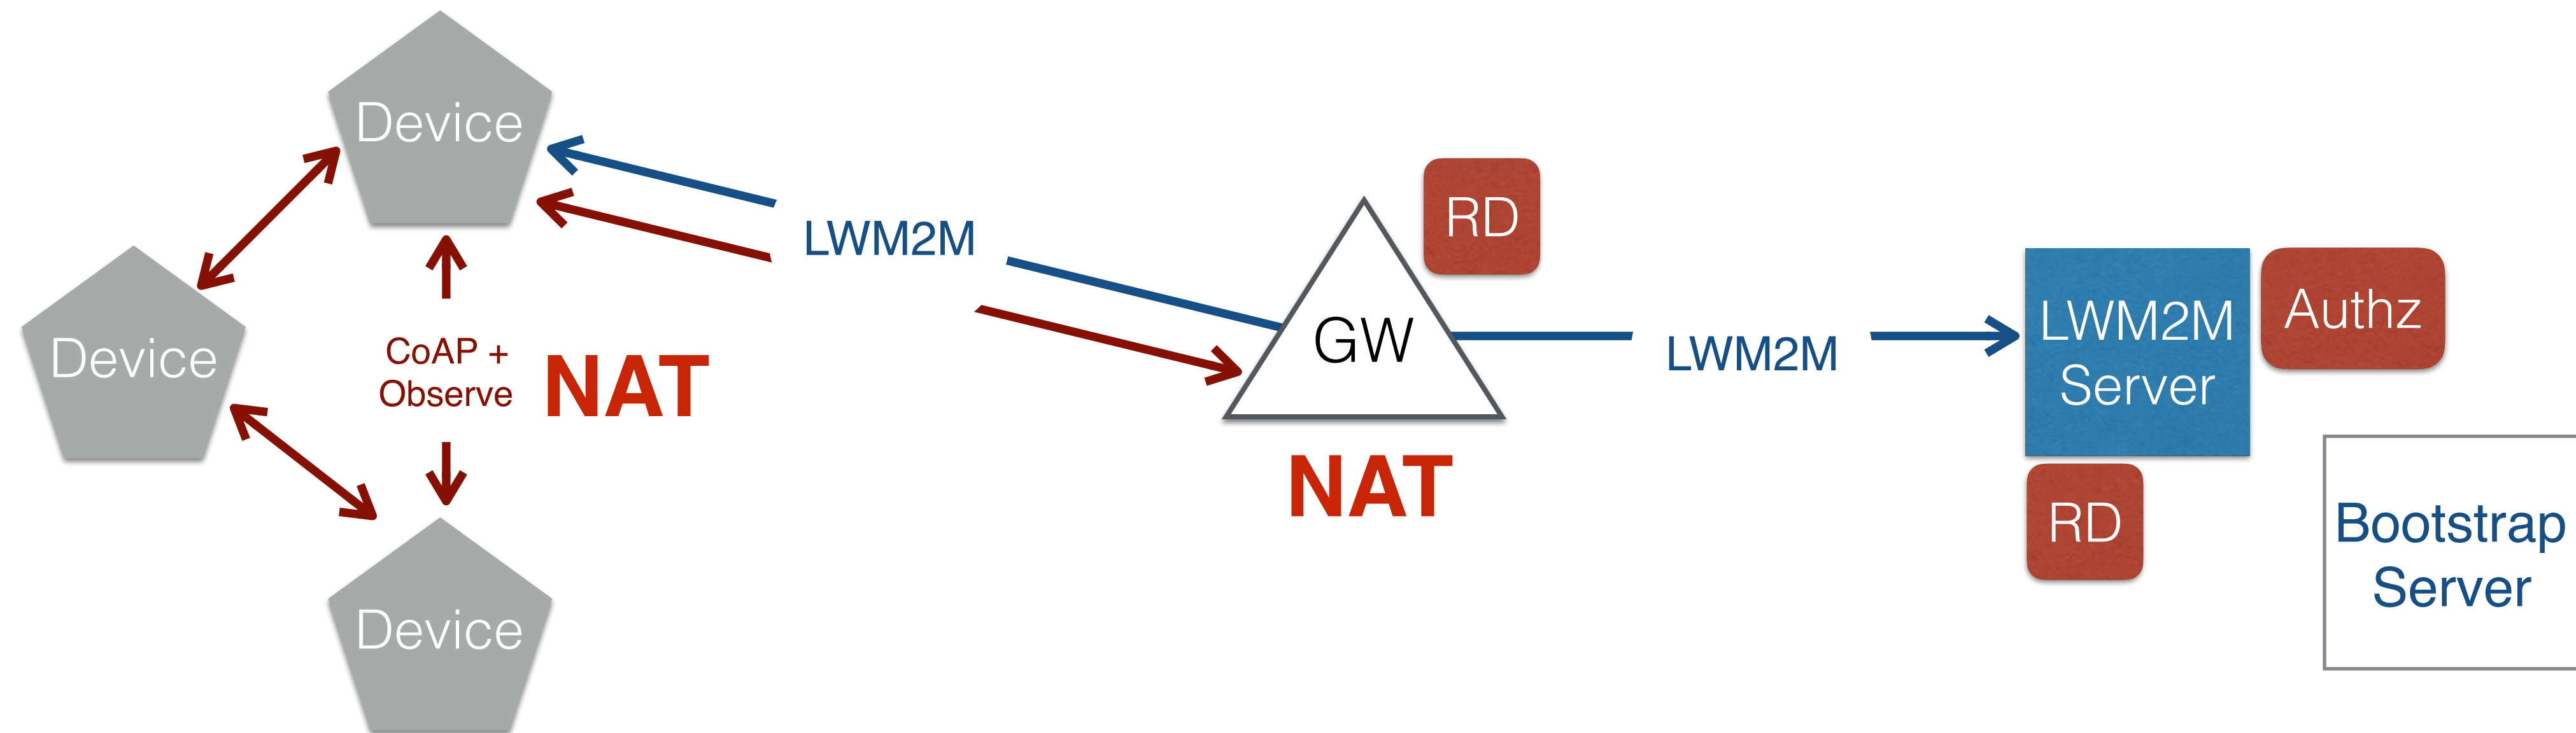 Device
LWM2M
RD
Device
CoAP +
Observe
NAT
GW
LWM2M
LWM2M
Server
Authz
NAT
RD
Bootstrap
Server
Device